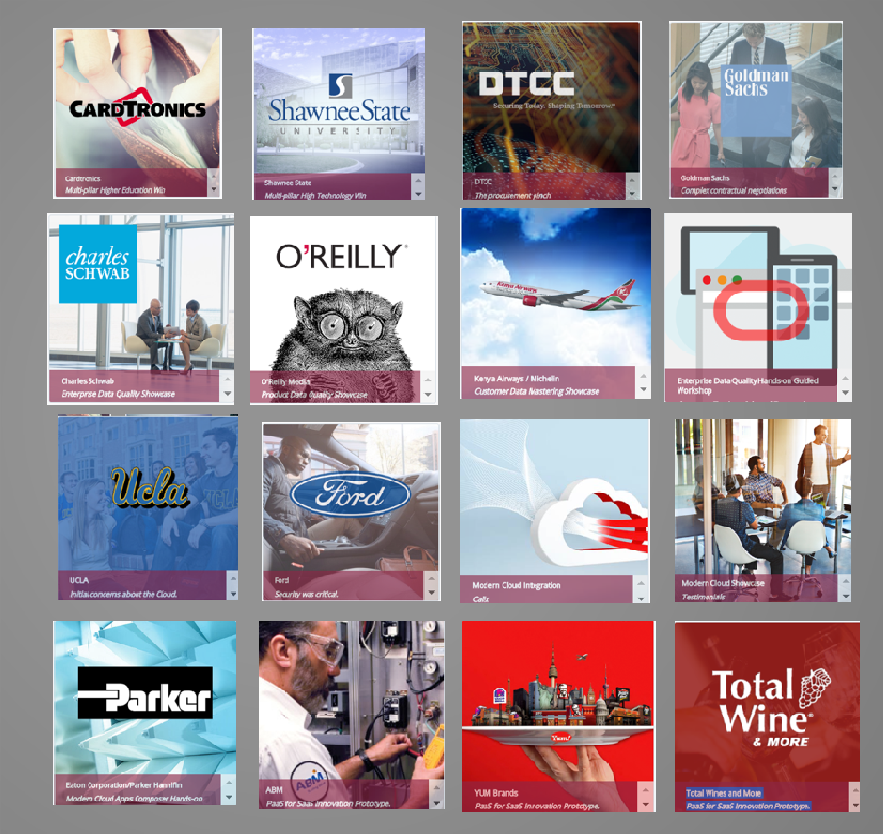 CARDTRONICS
Cardtronics
Multi-pillar Higher Education Win
S
Shawnee State
UNIVERSITY
Shawnee State
Multi-pillar High Technology Win
DTCC
Securing Today. Shaping Tomorrow.
DTCC
The procurement pinch
Goldman
Sachs
Goldman Sachs
Complex contractual negotiations
charles
SCHWAB
Charles Schwab
Enterprise Data Quality Showcase
O'REILLY
O'Reilly Media
Product Data Quality Showcase
Kenya Airways
Kenya Airways / Michelin
Customer Data Mastering Showcase
Enterprise Data Quality Hands-on Guided
Workshop
Ucla
UCLA
UCLA
Initial concerns about the Cloud.
Ford
Ford
Security was critical.
Modern Cloud Integration
Calix
Modern Cloud Showcase
Testimonials
Parker
Eaton Corporation/Parker Hannifin
Modern Cloud Apps Composer Hands-on
ABM
ABM
PaaS for SaaS Innovation Prototype.
Yum!
YUM Brands
PaaS for SaaS Innovation Prototype.
Total
Wine
& MORE
Total Wines and More
PaaS for SaaS Innovation Prototype.